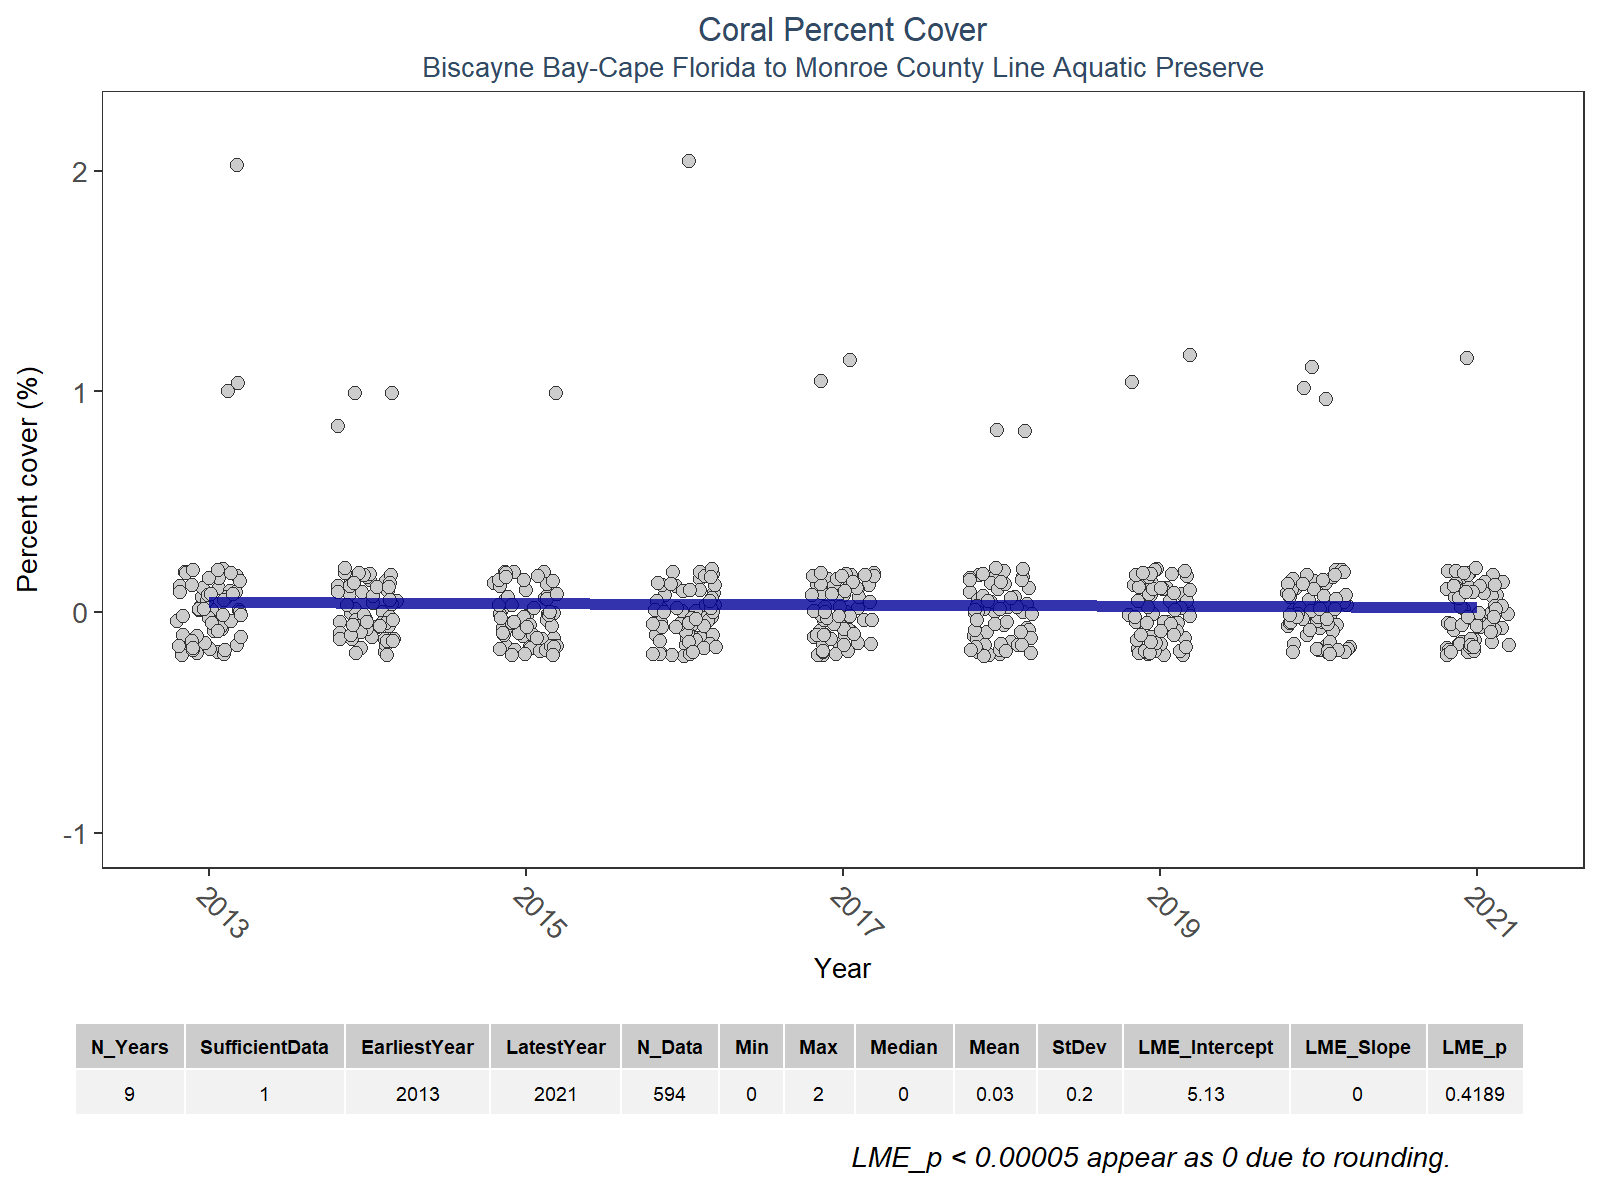 Coral Percent Cover
Biscayne Bay-Cape Florida to Monroe County Line Aquatic Preserve
Percent cover (%)
2
1
0
-1
2013 2015 2017 2019 2021
Year
N_Years SufficientData EarliestYear LatestYear N_Data Min Max Median Mean StDev LME_Intercept LME_Slope LME_p
9 1 2013 2021 594 0 2 0 0.03 0.2 5.13 0 0.4189
LME_p < 0.00005 appear as 0 due to rounding.